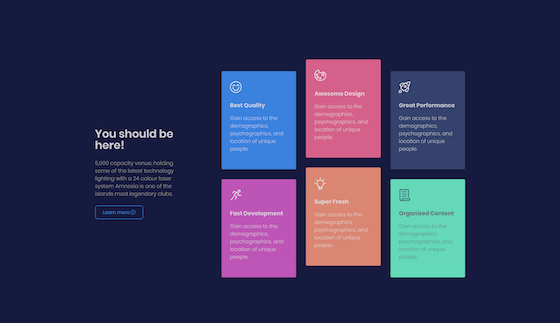 You should be
here!
5,000 capacity venue, holding
some of the latest technology
lighting with a 24 colour laser
system Amnesia is one of the
islands most legendary clubs.
Learn more
Best Quality
Gain access to the
demographics,
psychographics, and
location of unique
people.
Awesome Design
Gain access to the
demographics,
psychographics, and
location of unique
people.
Great Performance
Gain access to the
demographics,
psychographics, and
location of unique
people.
Fast Development
Gain access to the
demographics,
psychographics, and
location of unique
people.
Super Fresh
Gain access to the
demographics,
psychographics, and
location of unique
people.
Organized Content
Gain access to the
demographics,
psychographics, and
location of unique
people.